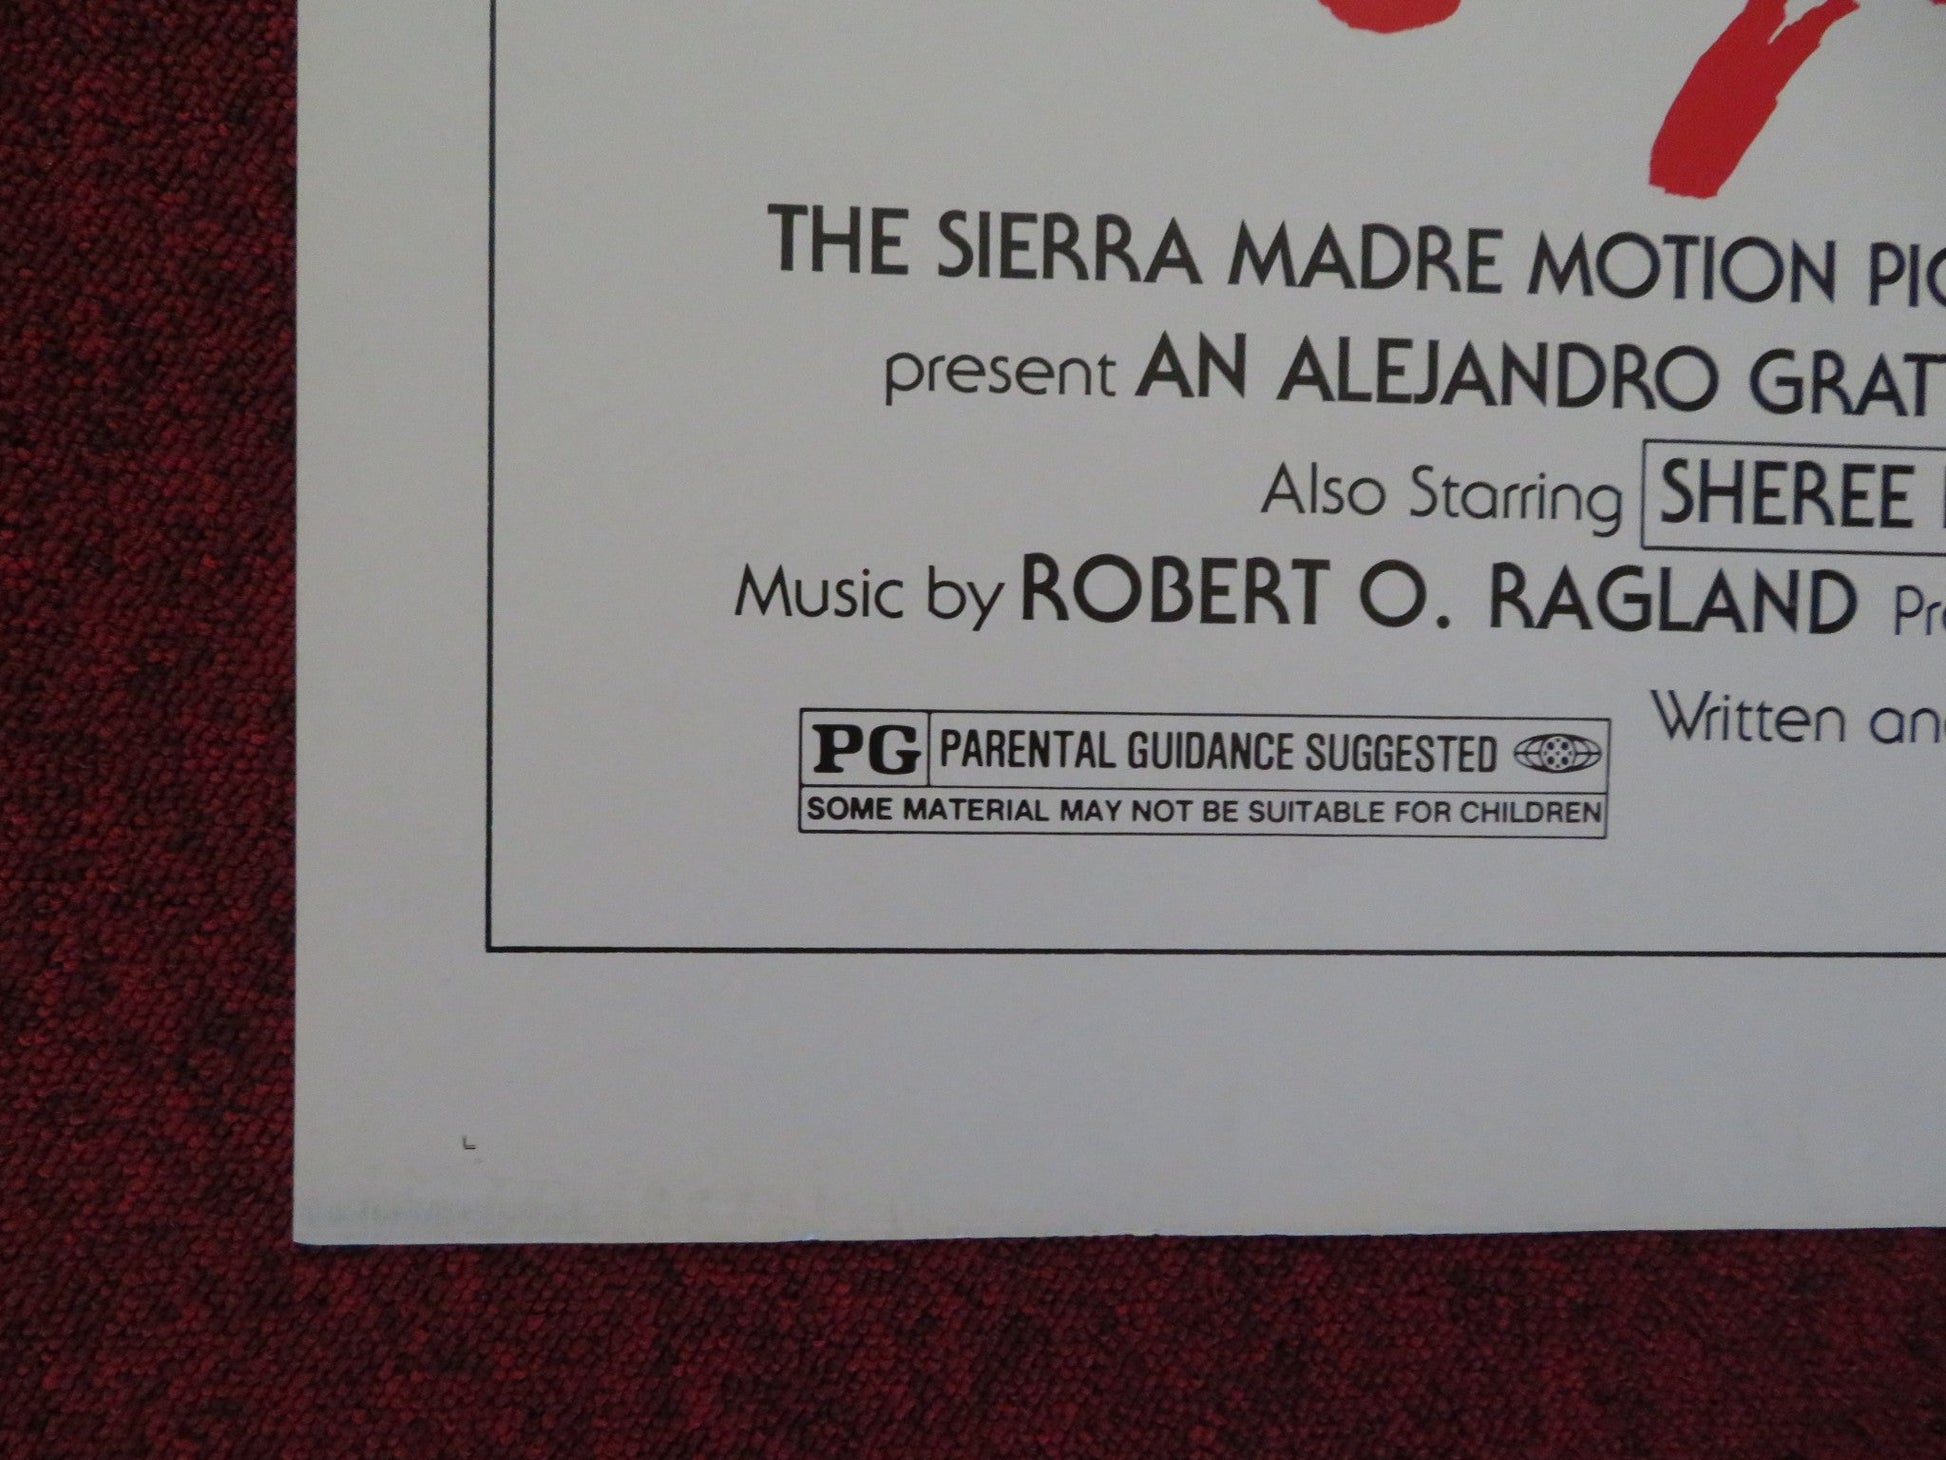 THE SIERRA MADRE MOTION PIC
present AN ALEJANDRO GRAT
Also Starring SHEREE
Music by ROBERT O. RAGLAND Pr
Written an
PG PARENTAL GUIDANCE SUGGESTED
SOME MATERIAL MAY NOT BE SUITABLE FOR CHILDREN